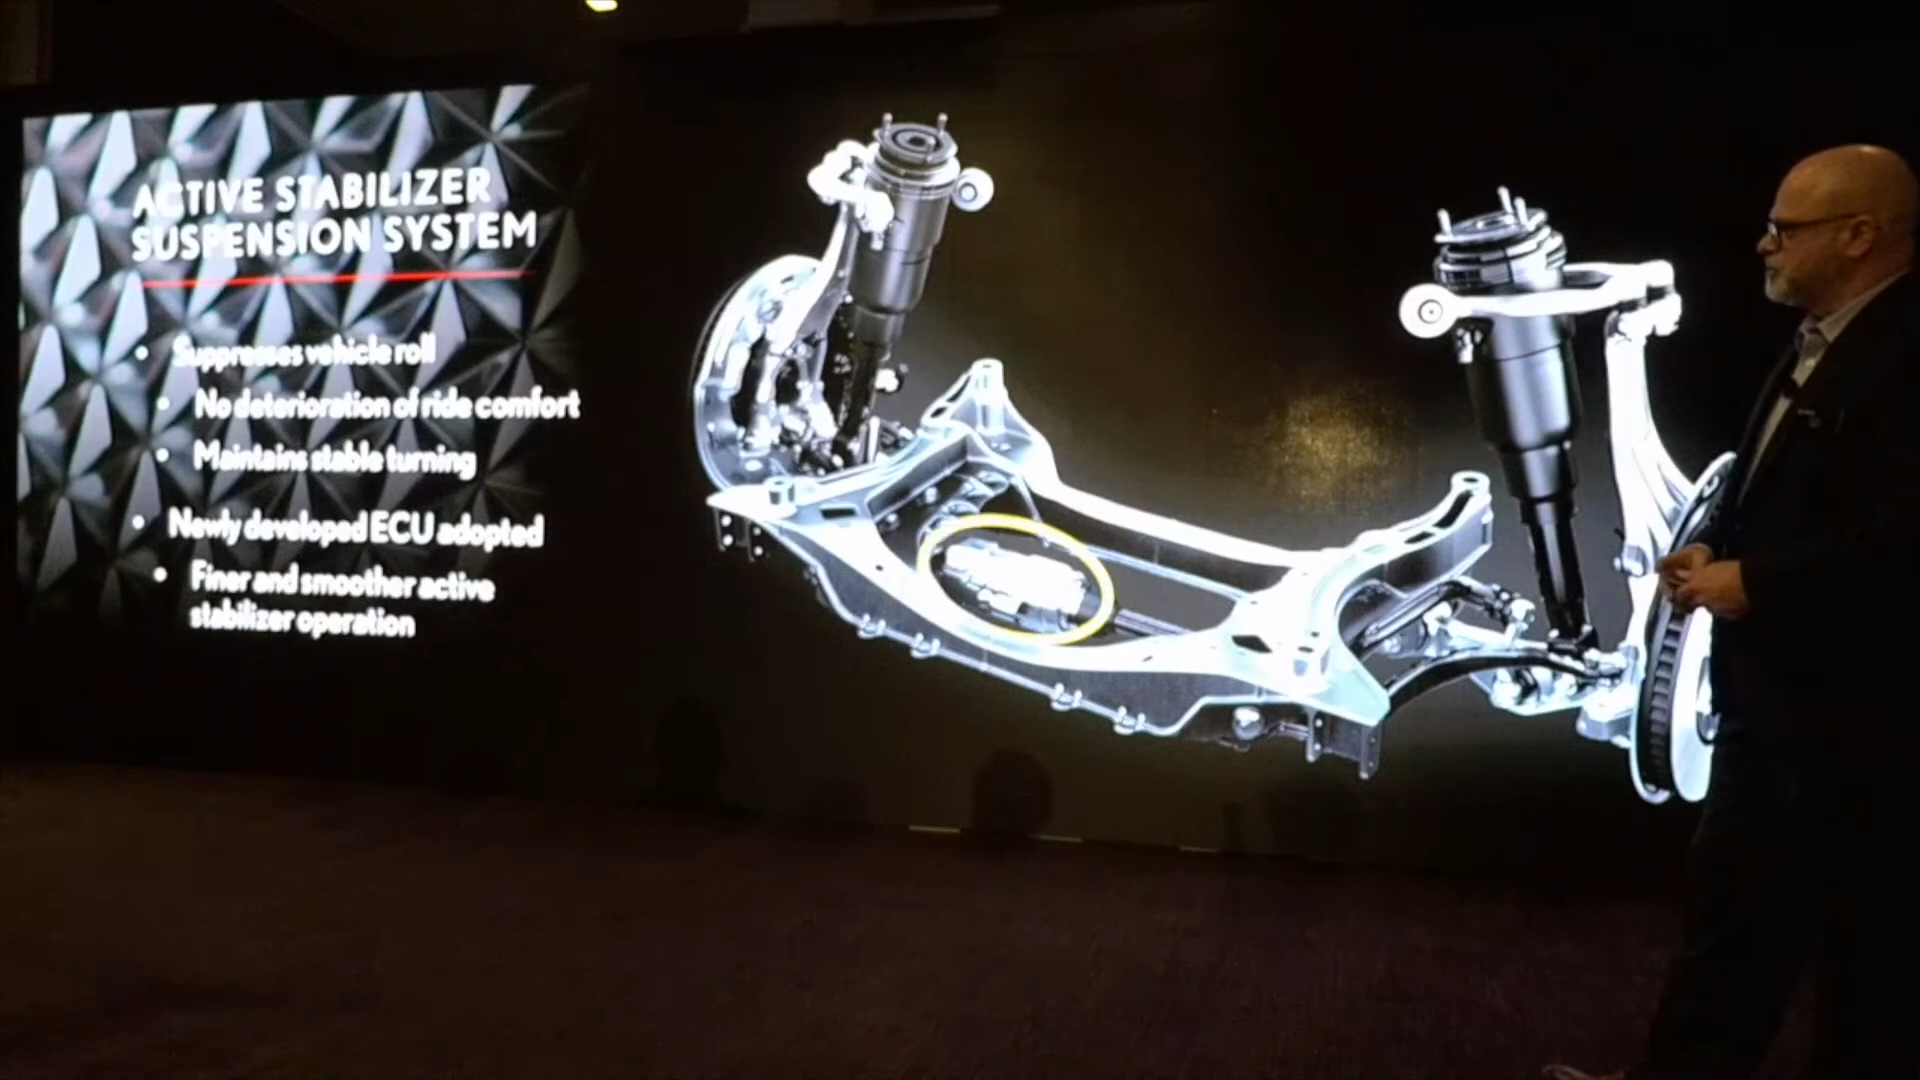 ACTIVE STABILIZER
SUSPENSION SYSTEM
• Suppresses vehicle roll
• No deterioration of ride comfort
• Maintains stable turning
• Newly developed ECU adopted
• Finer and smoother active
stabilizer operation